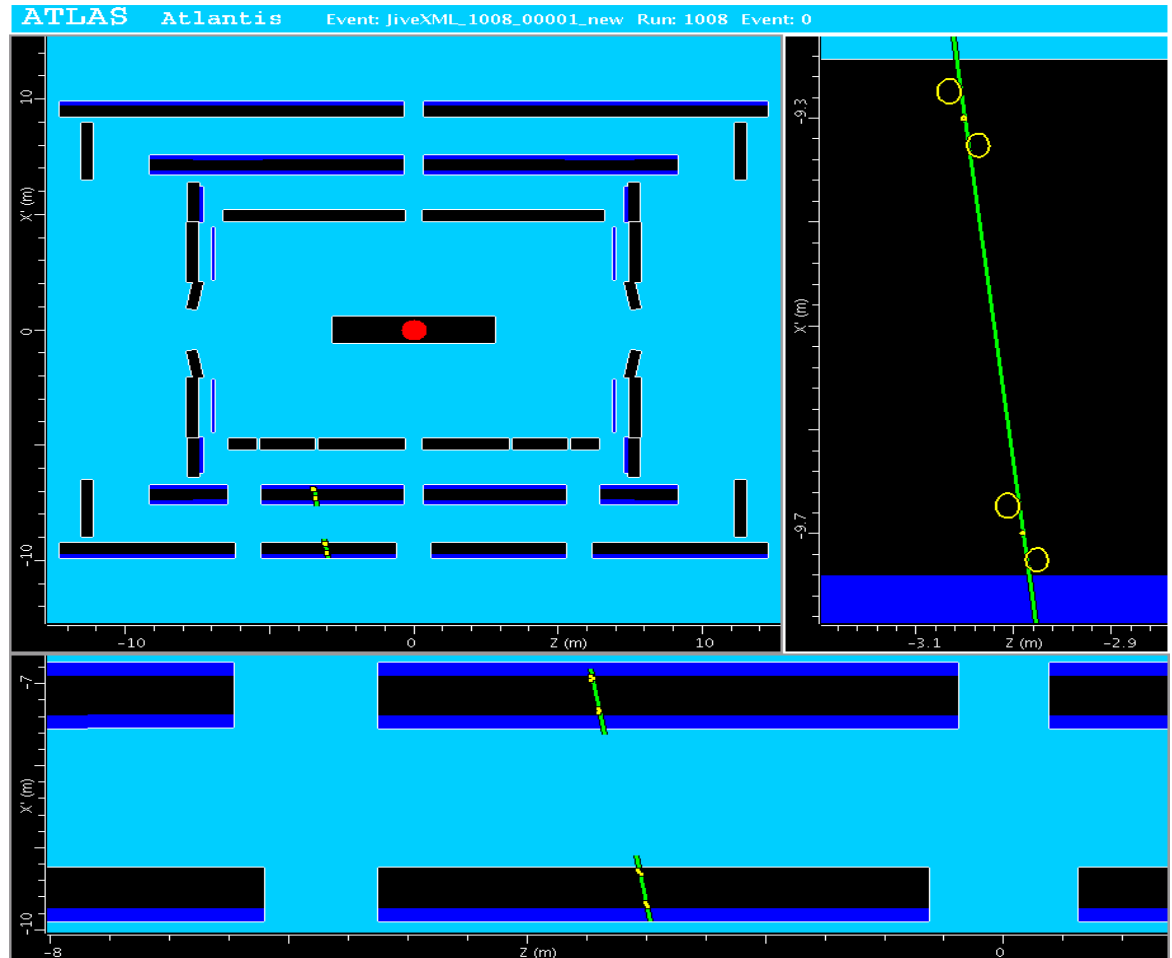 ATLAS Atlantis Event: JiveXML_1008_00001_new Run: 1008 Event: 0
10
X' (m)
0
-10
-10 0 Z (m) 10
-9.3
X' (m)
-9.7
-3.1 Z (m) -2.9
-7
X' (m)
-10
-8 Z (m) 0